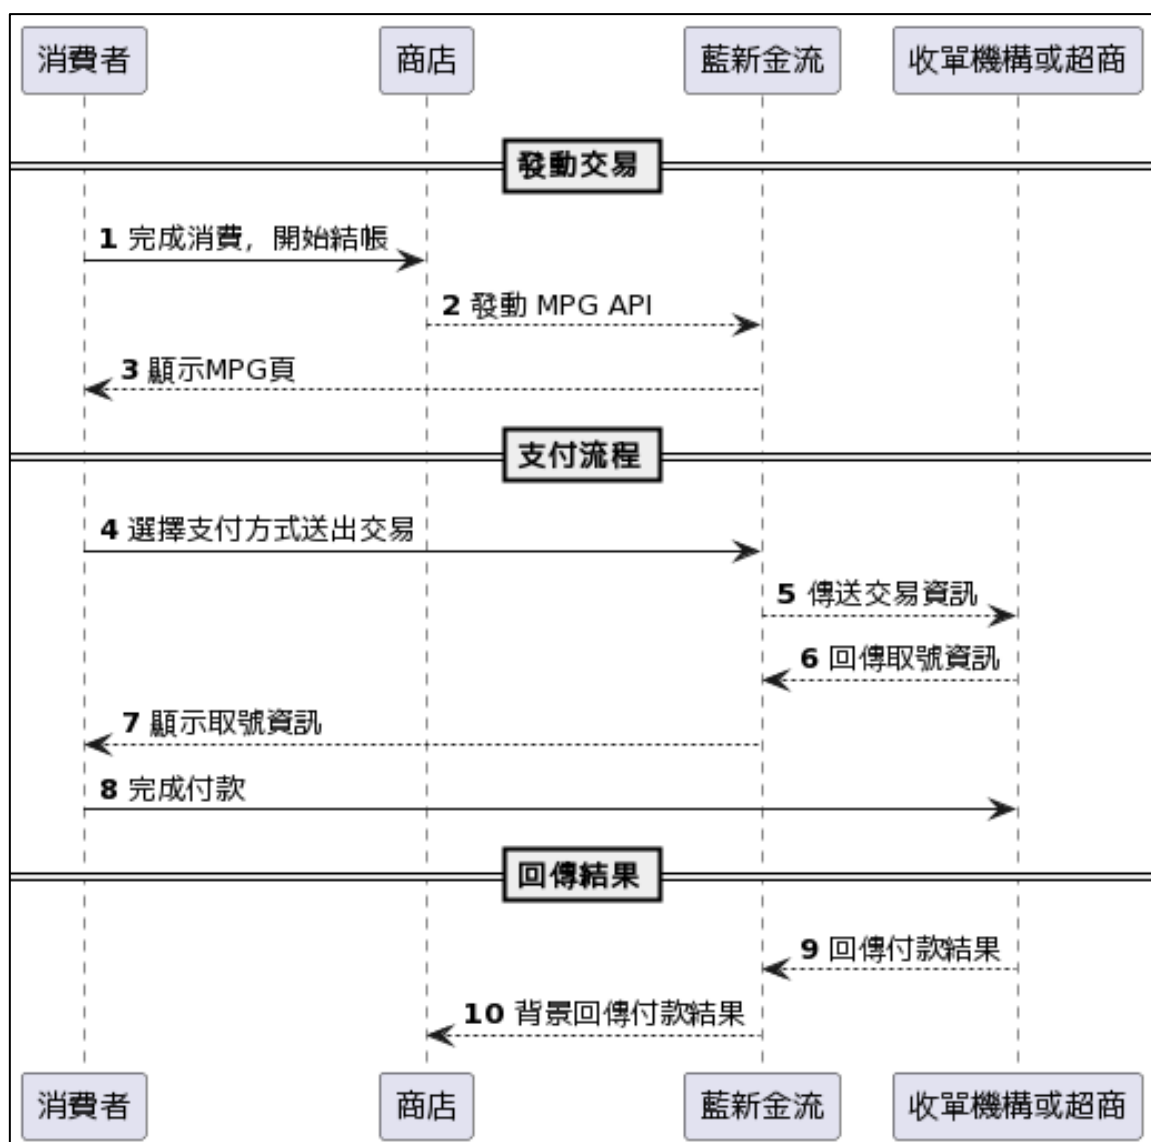 消費者 商店 藍新金流 收單機構或超商
發動交易
1 完成消費，開始結帳
2 發動 MPG API
3 顯示MPG頁
支付流程
4 選擇支付方式送出交易
5 傳送交易資訊
6 回傳取號資訊
7 顯示取號資訊
8 完成付款
回傳結果
9 回傳付款結果
10 背景回傳付款結果
消費者 商店 藍新金流 收單機構或超商